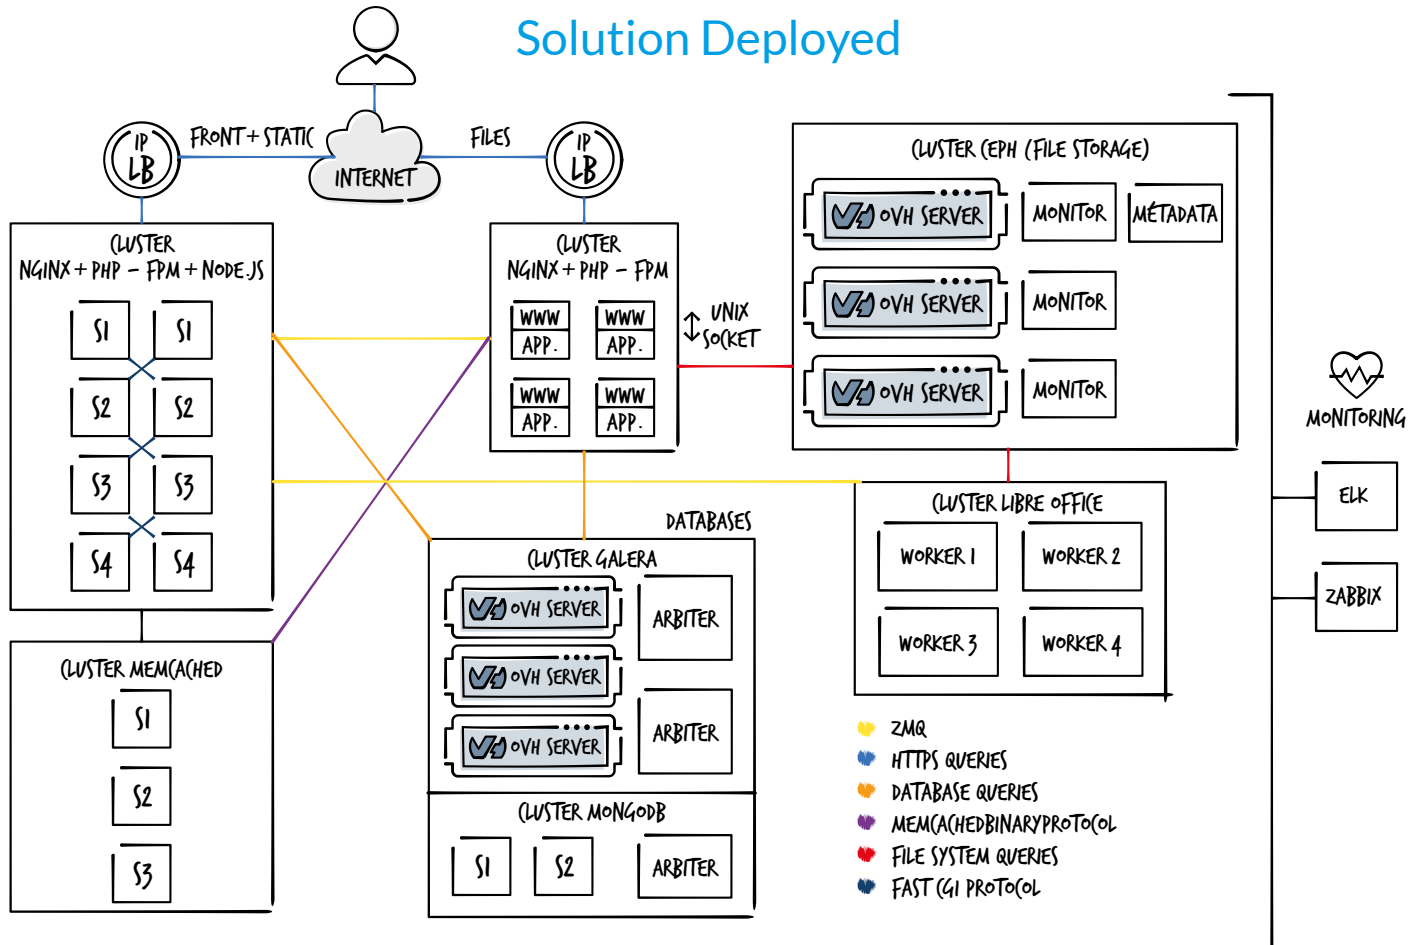 Solution Deployed
IP
LB
FRONT + STATIC
INTERNET
FILES
IP
LB
CLUSTER
NGINX + PHP - FPM + NODE.JS
S1
S1
S2
S2
S3
S3
S4
S4
CLUSTER
NGINX + PHP - FPM
WWW
APP.
WWW
APP.
WWW
APP.
WWW
APP.
UNIX
SOCKET
CLUSTER CEPH (FILE STORAGE)
OVH SERVER
MONITOR
MÉTADATA
OVH SERVER
MONITOR
OVH SERVER
MONITOR
MONITORING
ELK
ZABBIX
CLUSTER MEMCACHED
S1
S2
S3
DATABASES
CLUSTER GALERA
OVH SERVER
OVH SERVER
OVH SERVER
ARBITER
ARBITER
CLUSTER MONGODB
S1
S2
ARBITER
CLUSTER LIBRE OFFICE
WORKER 1
WORKER 2
WORKER 3
WORKER 4
ZMQ
HTTPS QUERIES
DATABASE QUERIES
MEMCACHEDBINARYPROTOCOL
FILE SYSTEM QUERIES
FAST CGI PROTOCOL